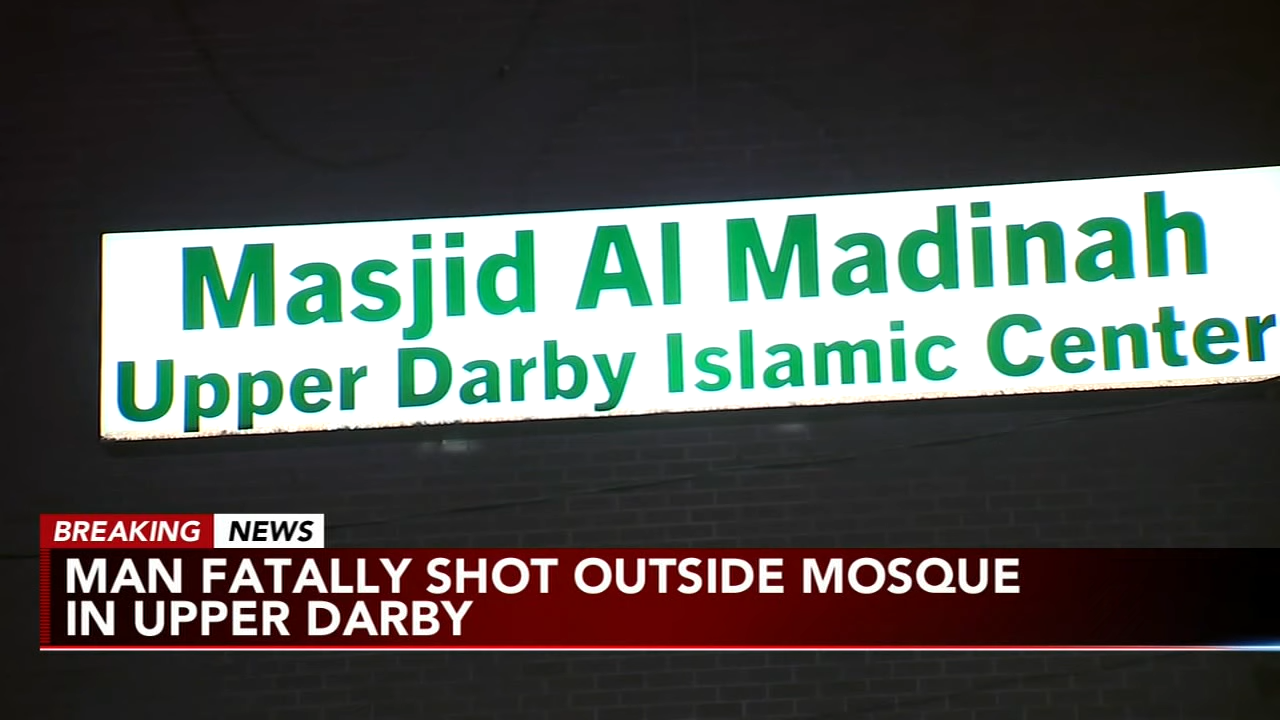 Masjid Al Madinah
Upper Darby Islamic Center
BREAKING NEWS
MAN FATALLY SHOT OUTSIDE MOSQUE
IN UPPER DARBY